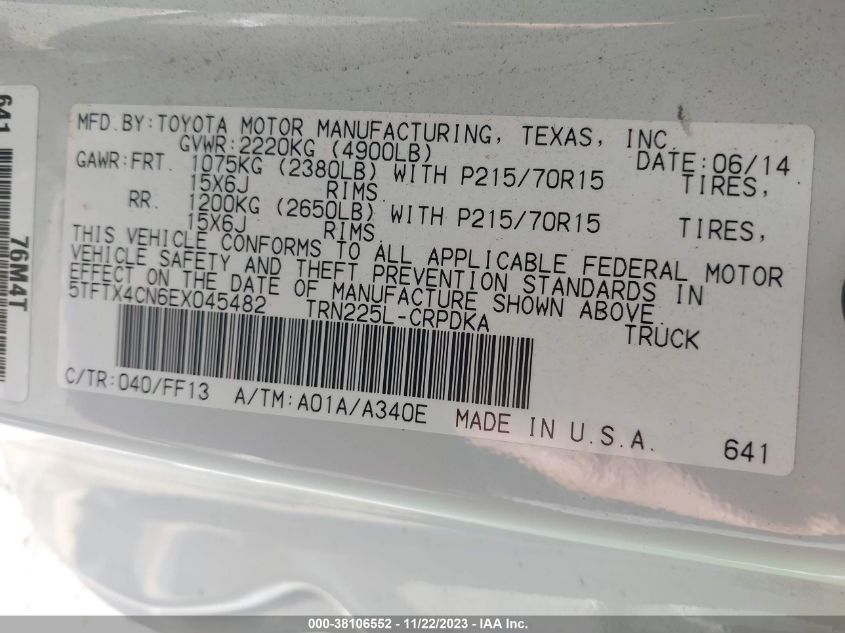 MFD.BY:TOYOTA MOTOR MANUFACTURING, TEXAS, INC.
GVWR:2220KG (4900LB) DATE:06/14
GAWR:FRT. 1075KG (2380LB) WITH P215/70R15 TIRES,
15X6J RIMS
RR. 1200KG (2650LB) WITH P215/70R15 TIRES,
15X6J RIMS
THIS VEHICLE CONFORMS TO ALL APPLICABLE FEDERAL MOTOR
VEHICLE SAFETY AND THEFT PREVENTION STANDARDS IN
EFFECT ON THE DATE OF MANUFACTURE SHOWN ABOVE.
5TFTX4CN6EX045482 TRN225L-CRPDKA TRUCK
C/TR:040/FF13 A/TM:A01A/A340E MADE IN U.S.A. 641
641 76M4T
000-38106552 - 11/22/2023 - IAA Inc.